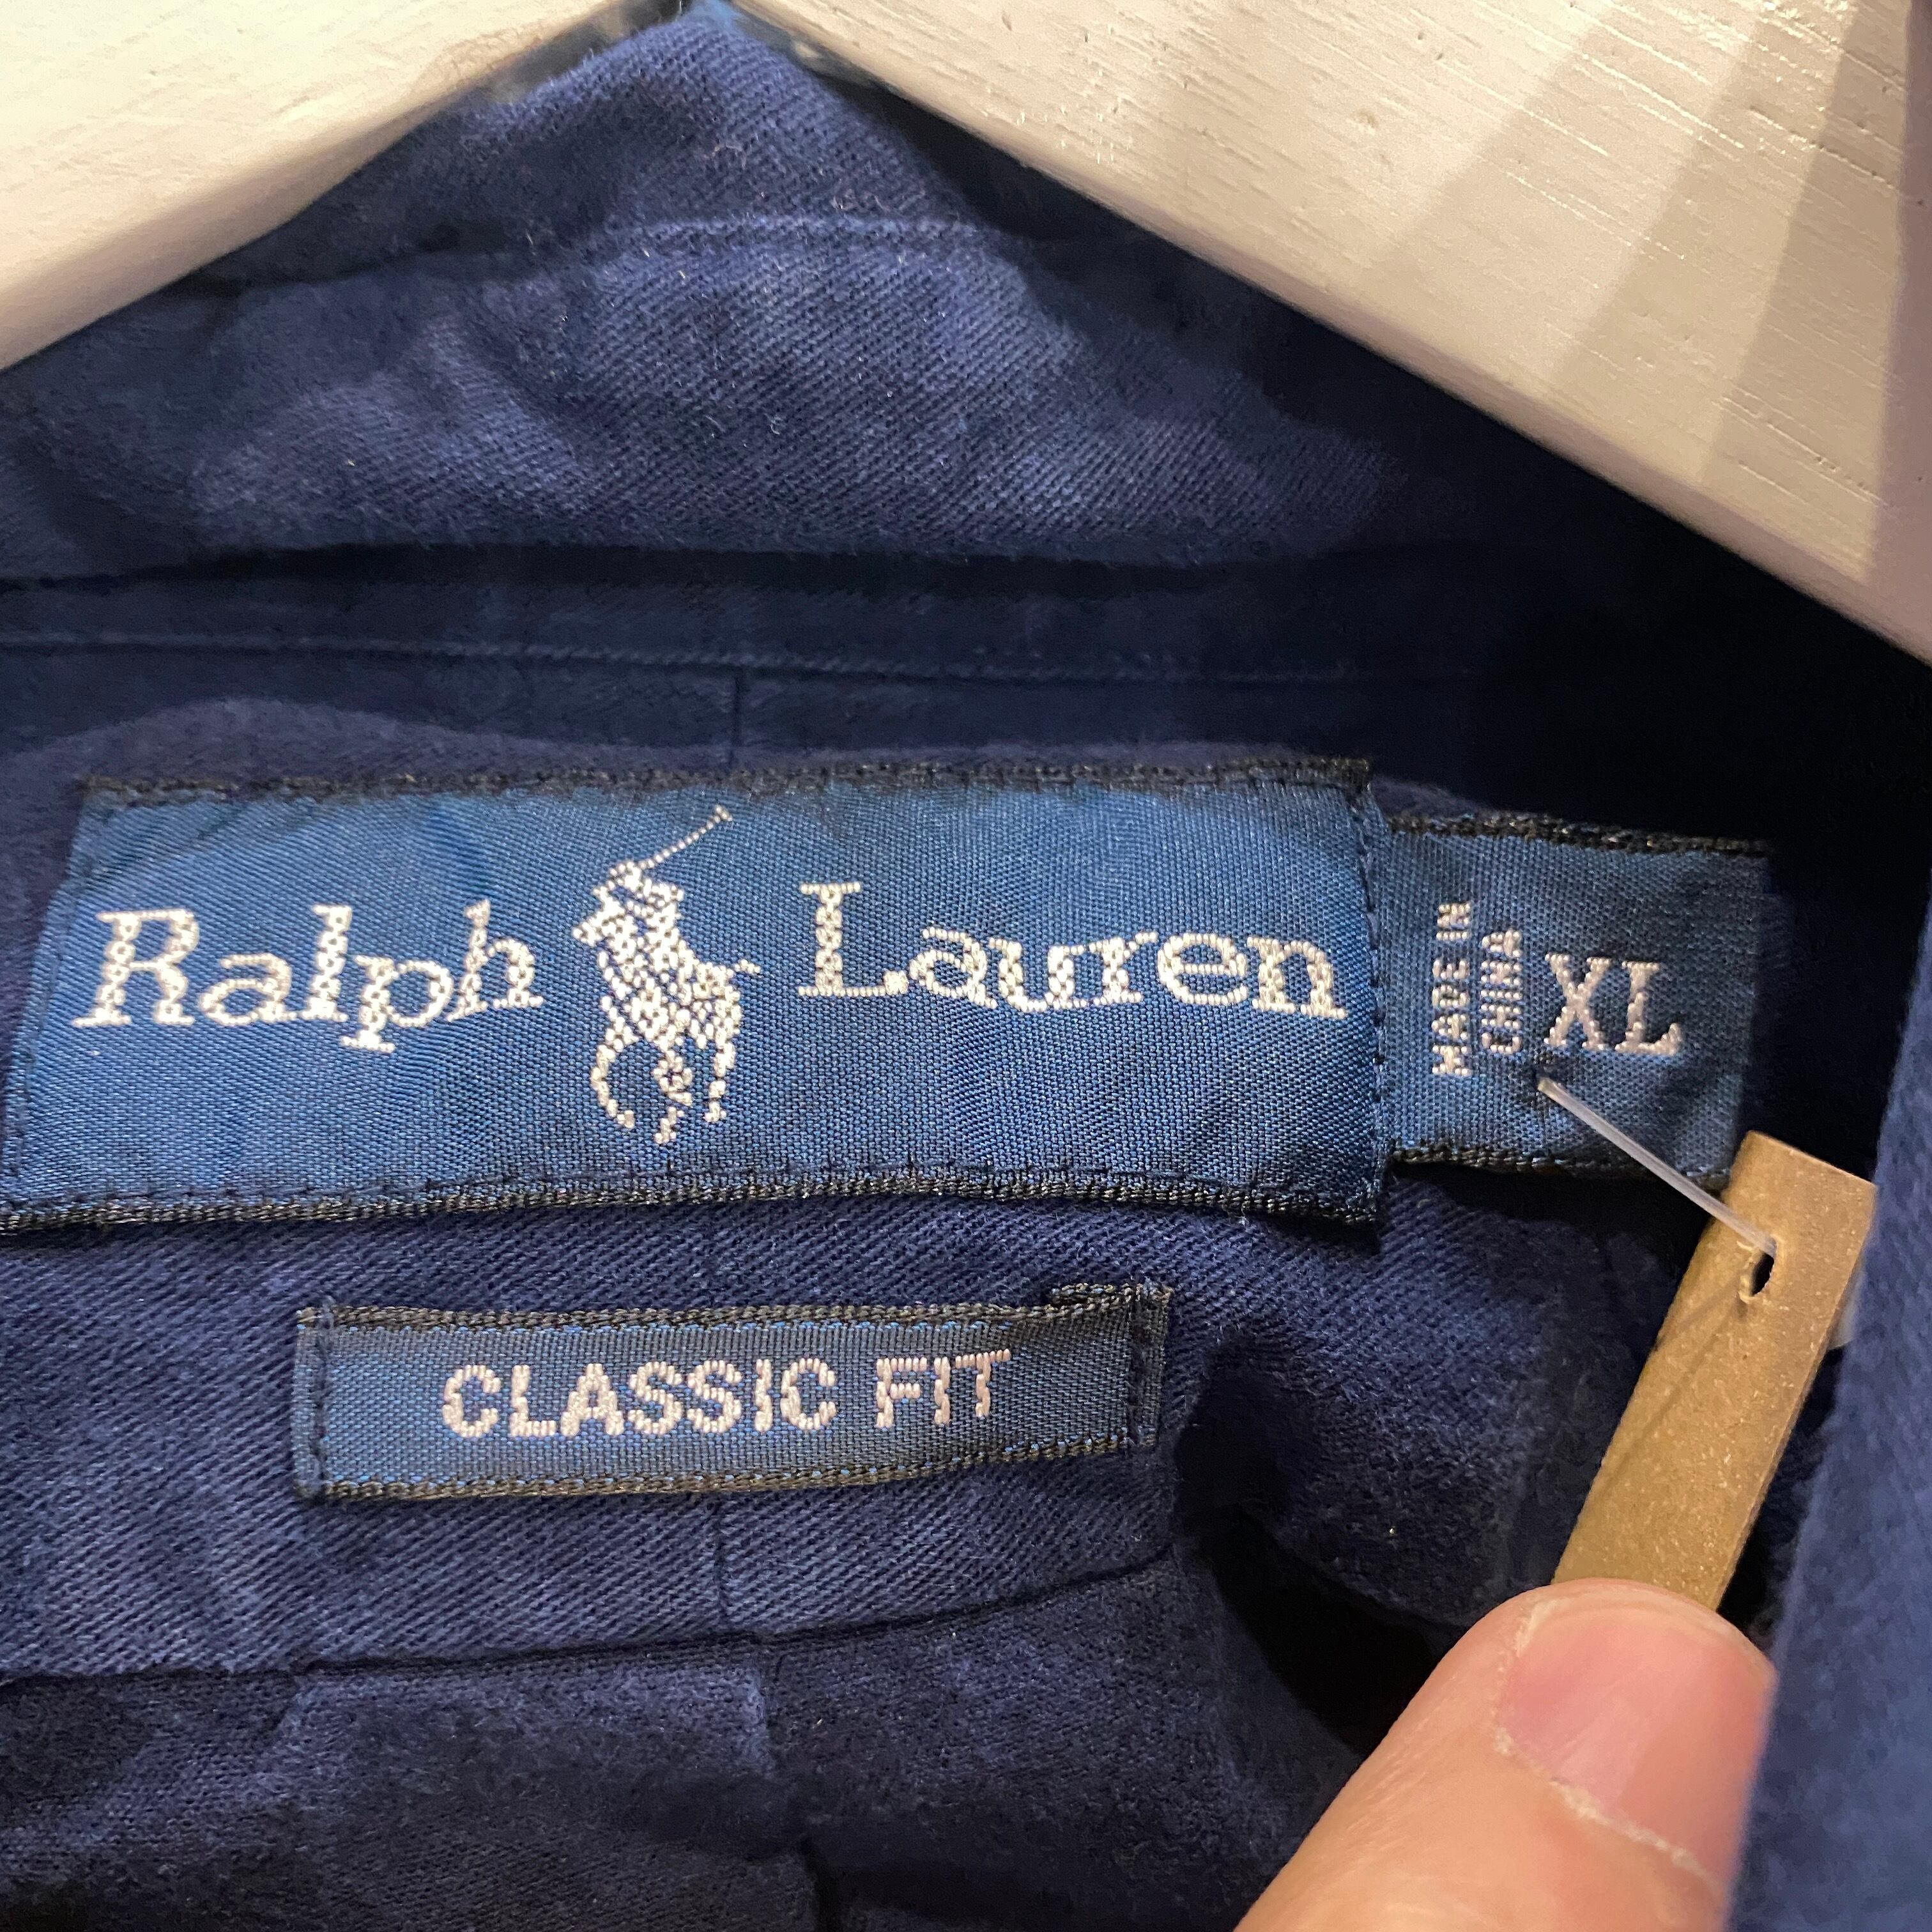 Ralph Lauren
MADE IN
CHINA
XL
CLASSIC FIT